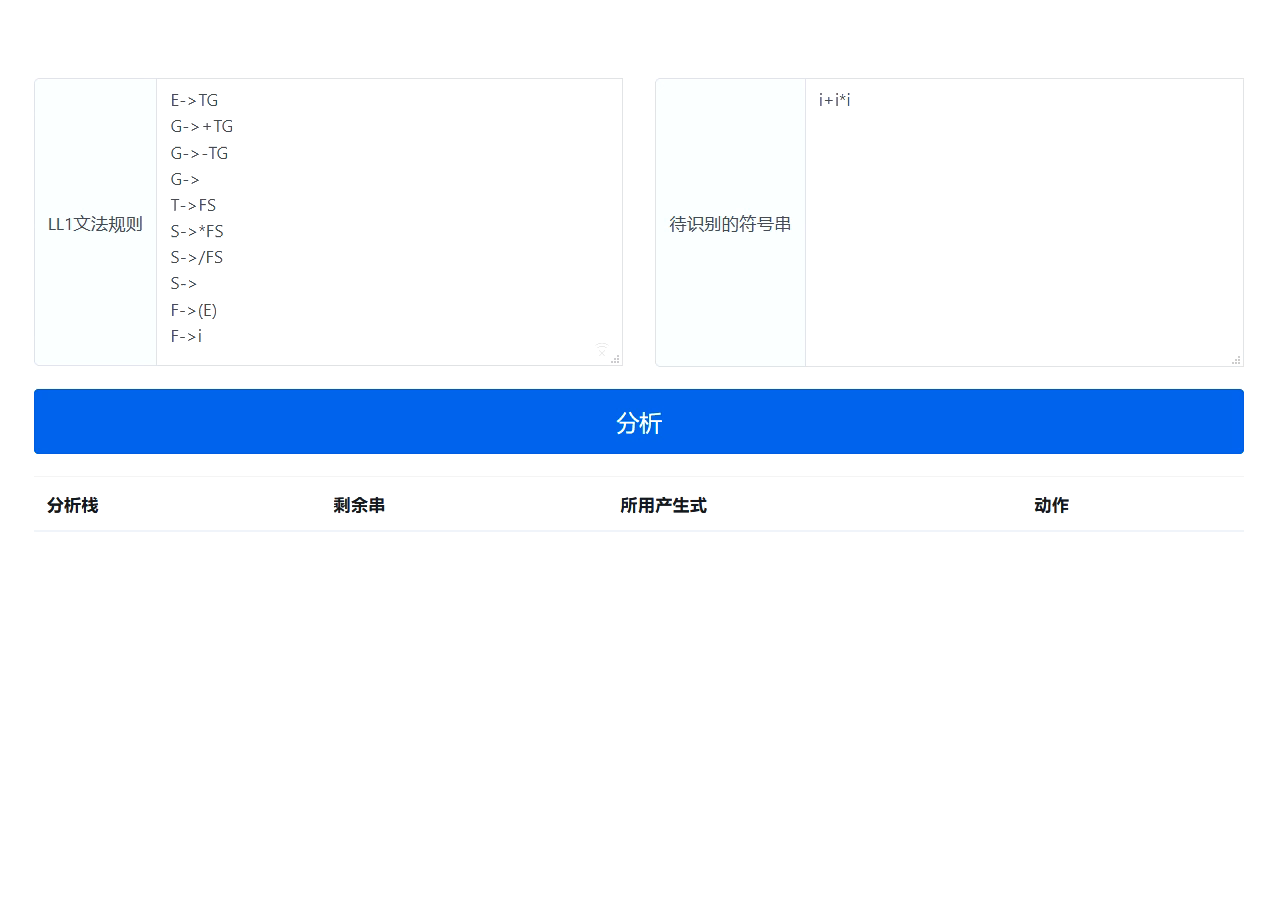 LL1文法规则
E->TG
G->+TG
G->-TG
G->
T->FS
S->*FS
S->/FS
S->
F->(E)
F->i
待识别的符号串
i+i*i
分析
分析栈 剩余串 所用产生式 动作